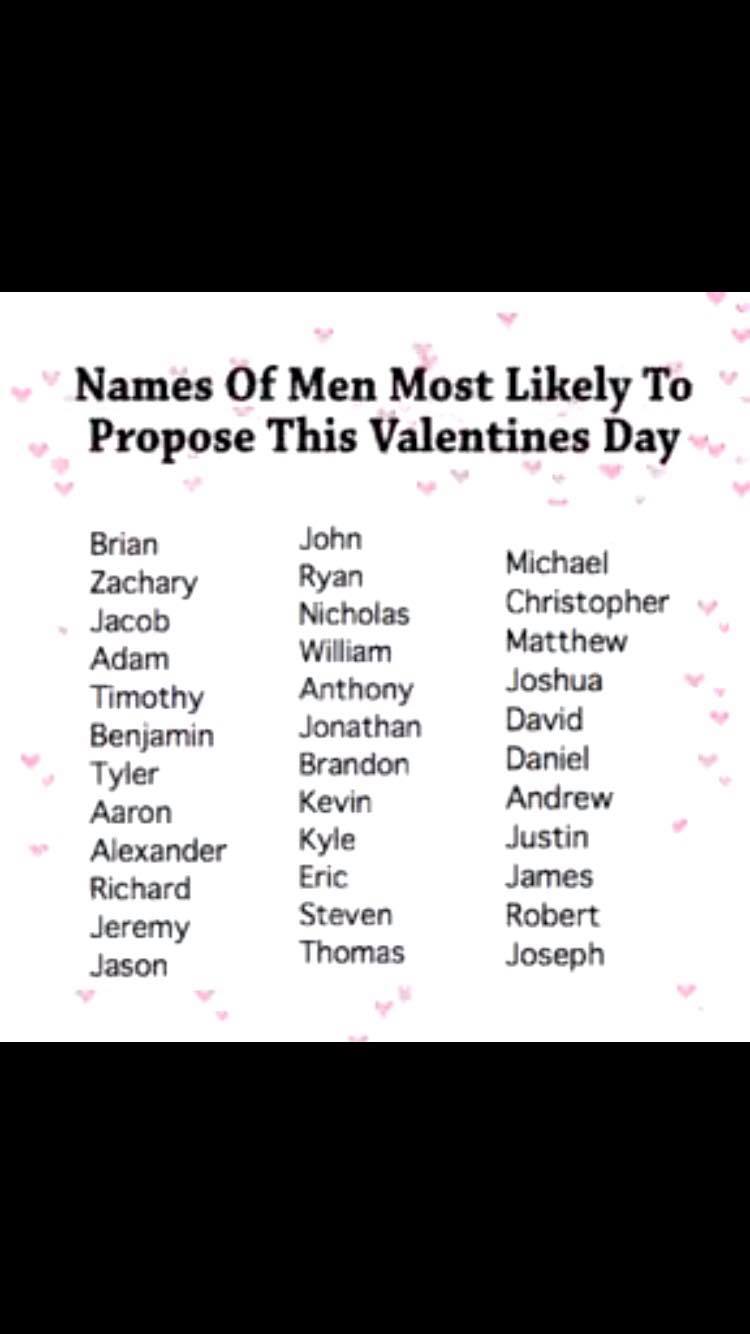 Names Of Men Most Likely To
Propose This Valentines Day
Brian
Zachary
Jacob
Adam
Timothy
Benjamin
Tyler
Aaron
Alexander
Richard
Jeremy
Jason
John
Ryan
Nicholas
William
Anthony
Jonathan
Brandon
Kevin
Kyle
Eric
Steven
Thomas
Michael
Christopher
Matthew
Joshua
David
Daniel
Andrew
Justin
James
Robert
Joseph